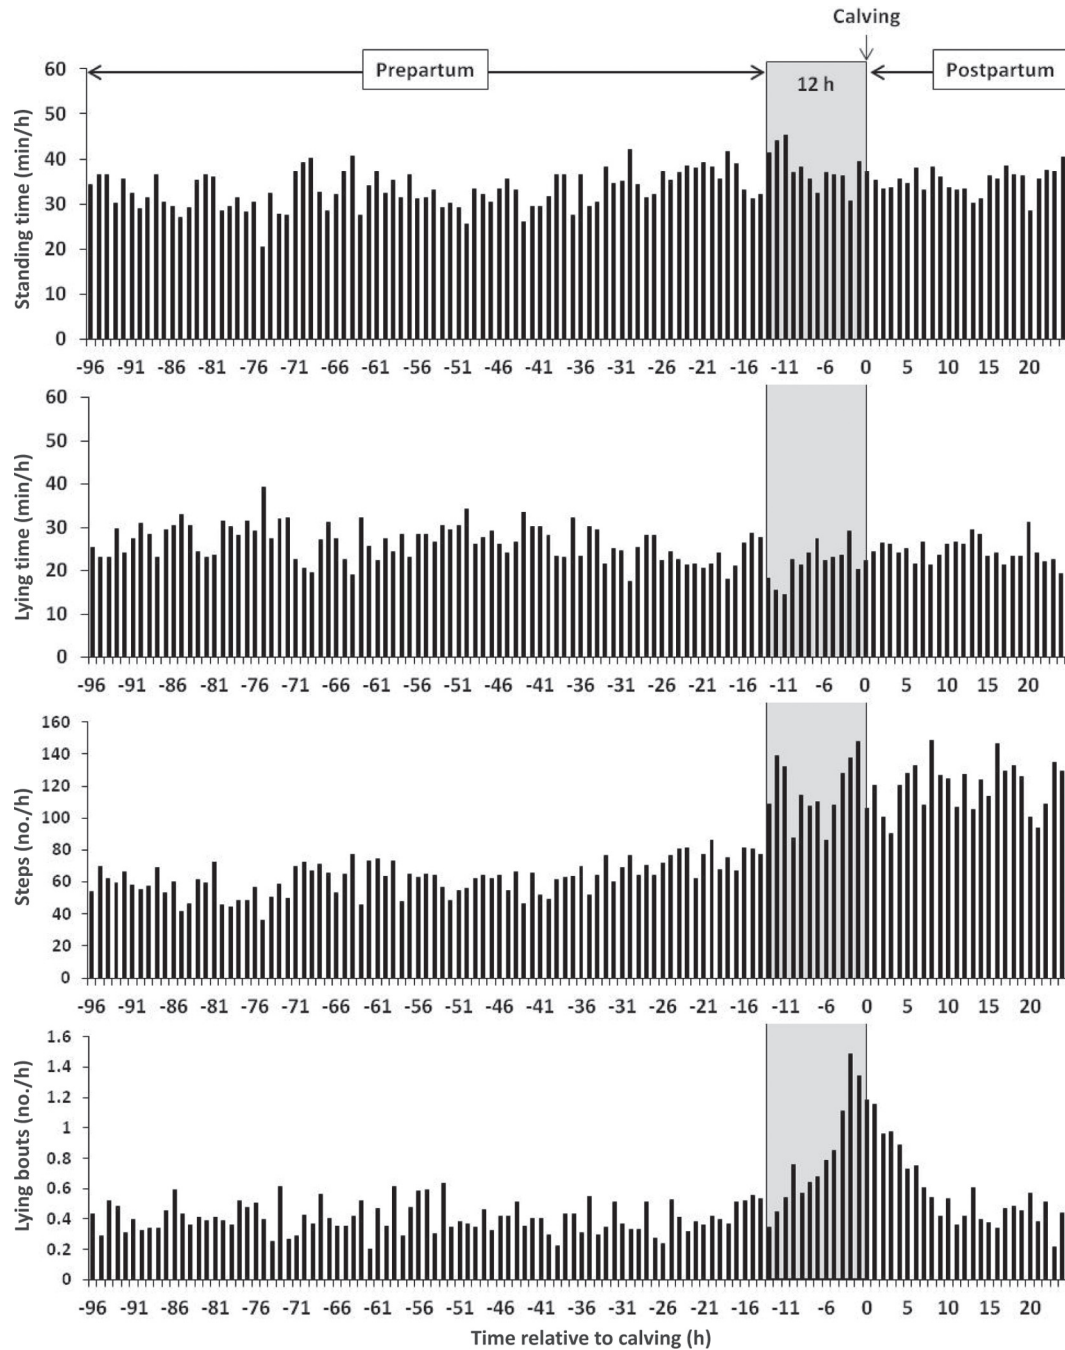 Calving
Prepartum
12 h
Postpartum
Standing time (min/h)
60
50
40
30
20
10
0
-96 -91 -86 -81 -76 -71 -66 -61 -56 -51 -46 -41 -36 -31 -26 -21 -16 -11 -6 0 5 10 15 20
Lying time (min/h)
60
50
40
30
20
10
0
-96 -91 -86 -81 -76 -71 -66 -61 -56 -51 -46 -41 -36 -31 -26 -21 -16 -11 -6 0 5 10 15 20
Steps (no./h)
160
140
120
100
80
60
40
20
0
-96 -91 -86 -81 -76 -71 -66 -61 -56 -51 -46 -41 -36 -31 -26 -21 -16 -11 -6 0 5 10 15 20
Lying bouts (no./h)
1.6
1.4
1.2
1
0.8
0.6
0.4
0.2
0
-96 -91 -86 -81 -76 -71 -66 -61 -56 -51 -46 -41 -36 -31 -26 -21 -16 -11 -6 0 5 10 15 20
Time relative to calving (h)